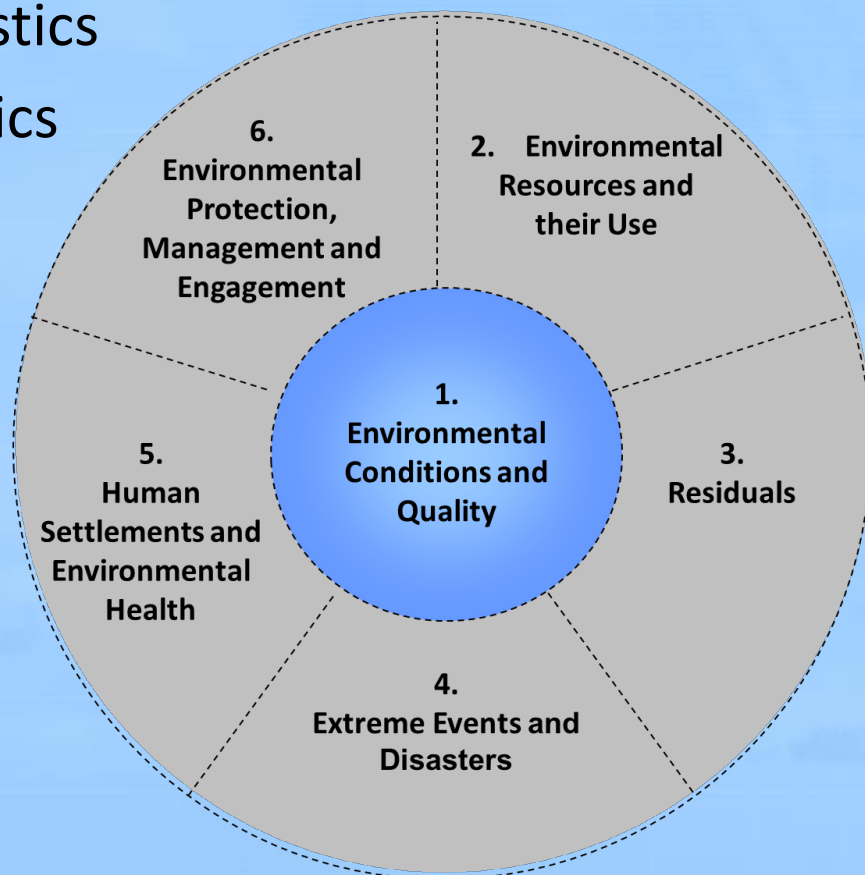 stics
ics
6.
Environmental
Protection,
Management and
Engagement
2. Environmental
Resources and
their Use
1.
Environmental
Conditions and
Quality
3.
Residuals
5.
Human
Settlements and
Environmental
Health
4.
Extreme Events and
Disasters